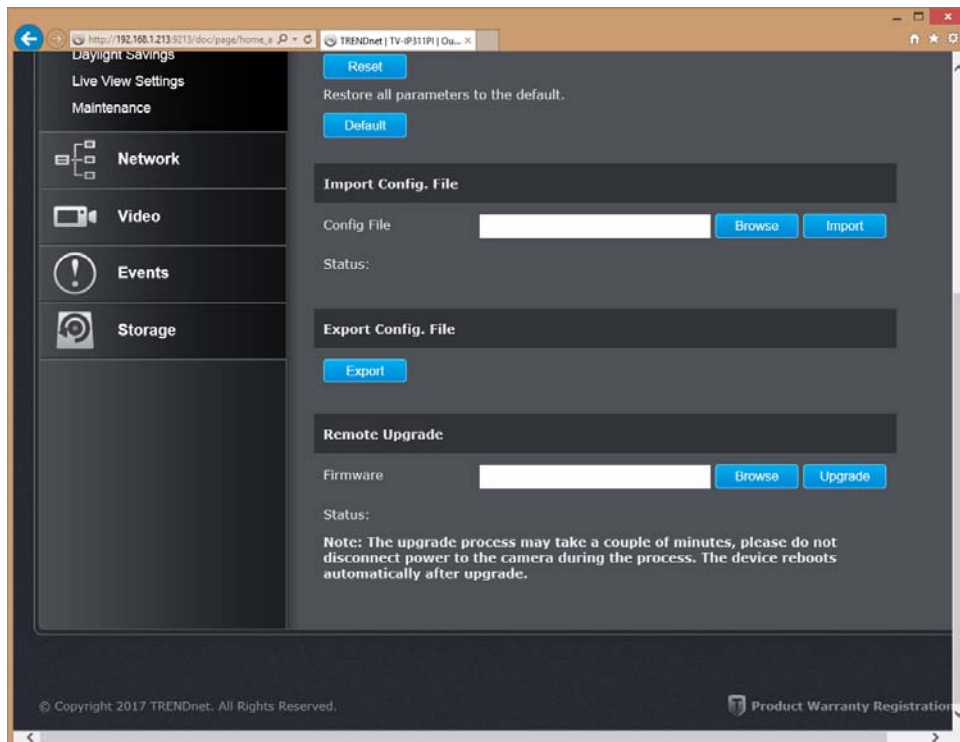 http://192.168.1.213:9213/doc/page/home_a
TRENDnet | TV-IP311PI | Ou...
Daylight Savings
Live View Settings
Maintenance
Network
Video
Events
Storage
Reset
Restore all parameters to the default.
Default
Import Config. File
Config File
Browse
Import
Status:
Export Config. File
Export
Remote Upgrade
Firmware
Browse
Upgrade
Status:
Note: The upgrade process may take a couple of minutes, please do not
disconnect power to the camera during the process. The device reboots
automatically after upgrade.
© Copyright 2017 TRENDnet. All Rights Reserved.
Product Warranty Registration